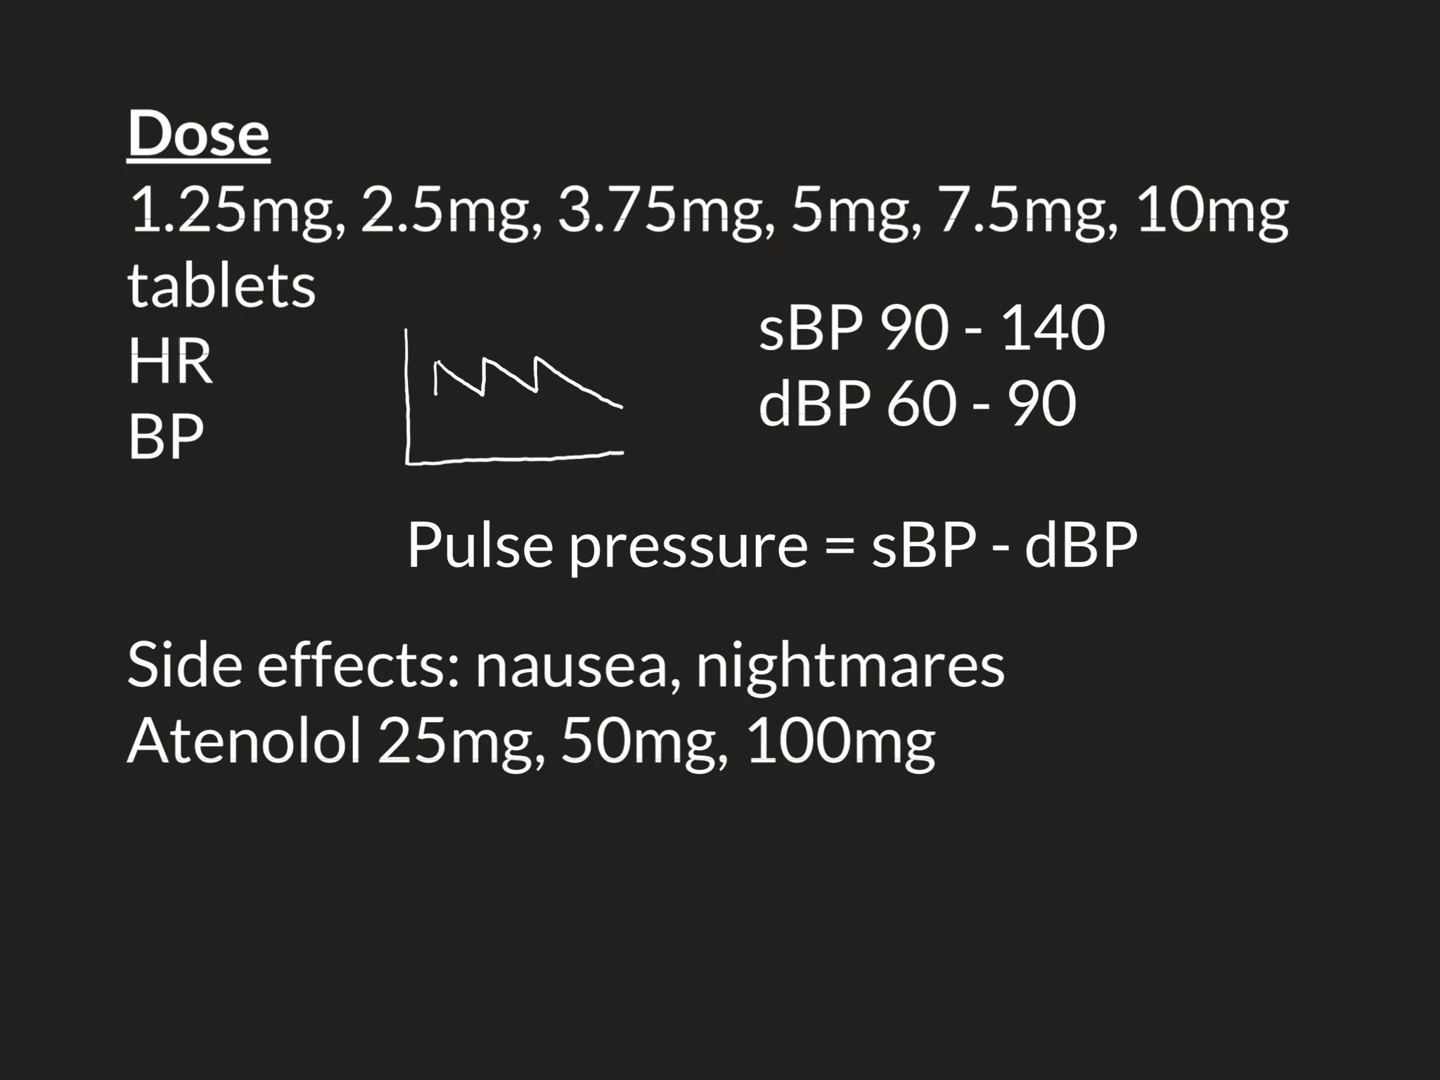 Dose
1.25mg, 2.5mg, 3.75mg, 5mg, 7.5mg, 10mg
tablets
HR
BP
sBP 90 - 140
dBP 60 - 90
Pulse pressure = sBP - dBP
Side effects: nausea, nightmares
Atenolol 25mg, 50mg, 100mg